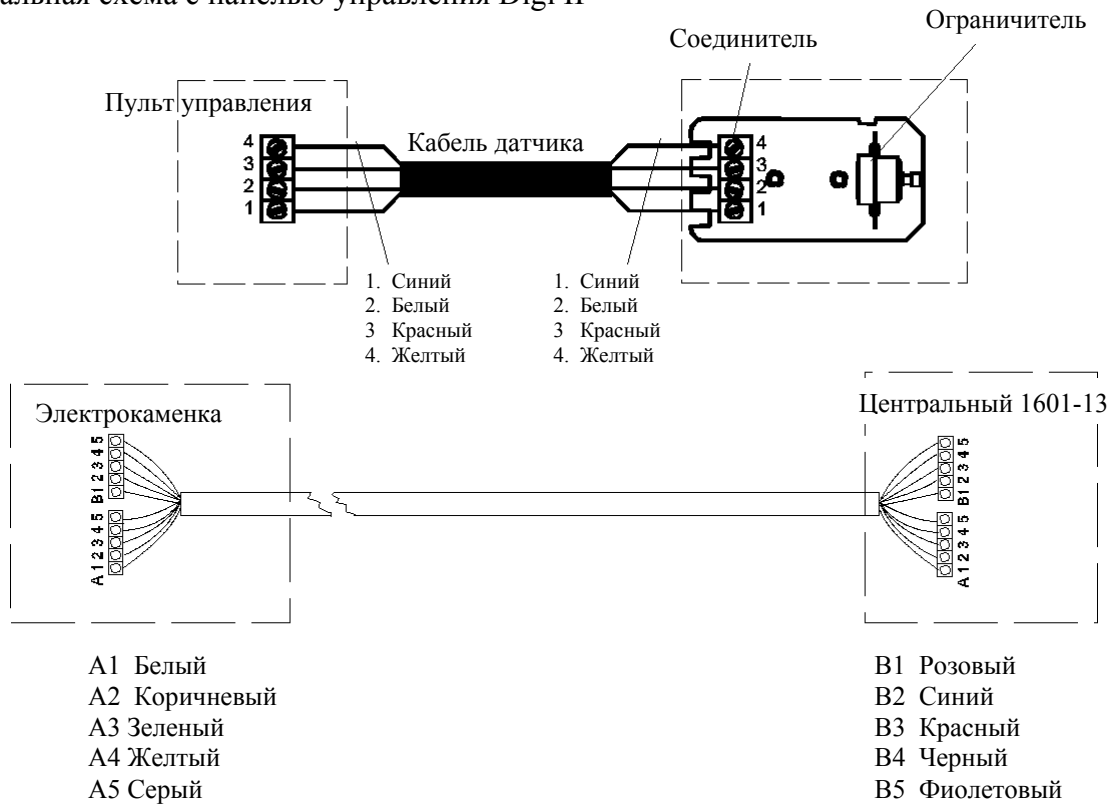 альная схема с панелью управления Digi II
Ограничитель
Соединитель
Пульт управления
Кабель датчика
4
3
2
1
4
3
2
1
1. Синий
2. Белый
3 Красный
4. Желтый
1. Синий
2. Белый
3 Красный
4. Желтый
Электрокаменка
Центральный 1601-13
B1 2 3 4 5
A 1 2 3 4 5
B1 2 3 4 5
A 1 2 3 4 5
A1 Белый
A2 Коричневый
A3 Зеленый
A4 Желтый
A5 Серый
B1 Розовый
B2 Синий
B3 Красный
B4 Черный
B5 Фиолетовый